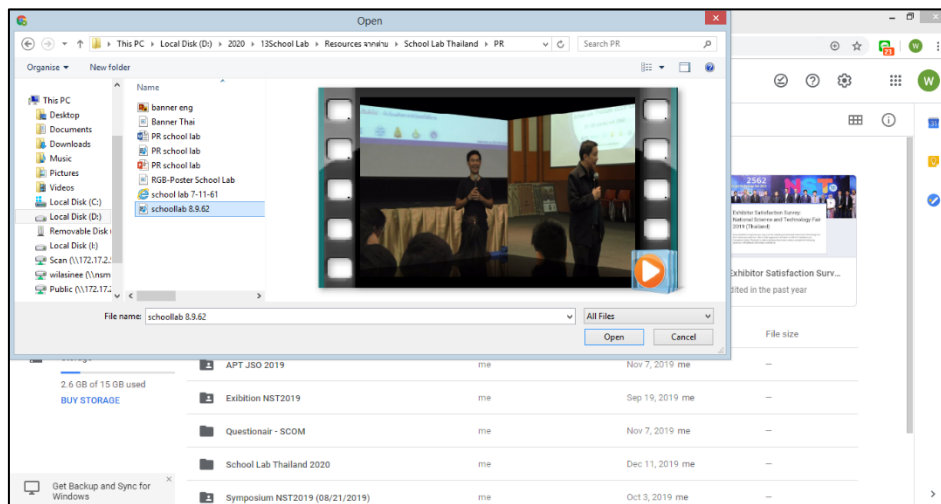 Open
This PC ▸ Local Disk (D:) ▸ 2020 ▸ 13School Lab ▸ Resources จากค่าย ▸ School Lab Thailand ▸ PR
Search PR
Organise
New folder
Name
This PC
Desktop
Documents
Downloads
Music
Pictures
Videos
Local Disk (C:)
Local Disk (D:)
Removable Disk
Local Disk (I:)
Scan (\\172.17.2.
wilasinee (\\nsm
Public (\\172.17.2
banner eng
Banner Thai
PR school lab
PR school lab
PR school lab
RGB-Poster School Lab
school lab 7-11-61
schoollab 8.9.62
File name:
schoollab 8.9.62
All Files
Open
Cancel
23
W
W
31
2562
NST
Exhibitor Satisfaction Survey:
National Science and Technology Fair
2019 (Thailand)
Exhibitor Satisfaction Surv...
dited in the past year
File size
Storage
2.6 GB of 15 GB used
BUY STORAGE
APT JSO 2019 me Nov 7, 2019 me —
Exibition NST2019 me Sep 19, 2019 me —
Questionair - SCOM me Nov 7, 2019 me —
School Lab Thailand 2020 me Dec 11, 2019 me —
Symposium NST2019 (08/21/2019) me Oct 3, 2019 me —
Get Backup and Sync for
Windows